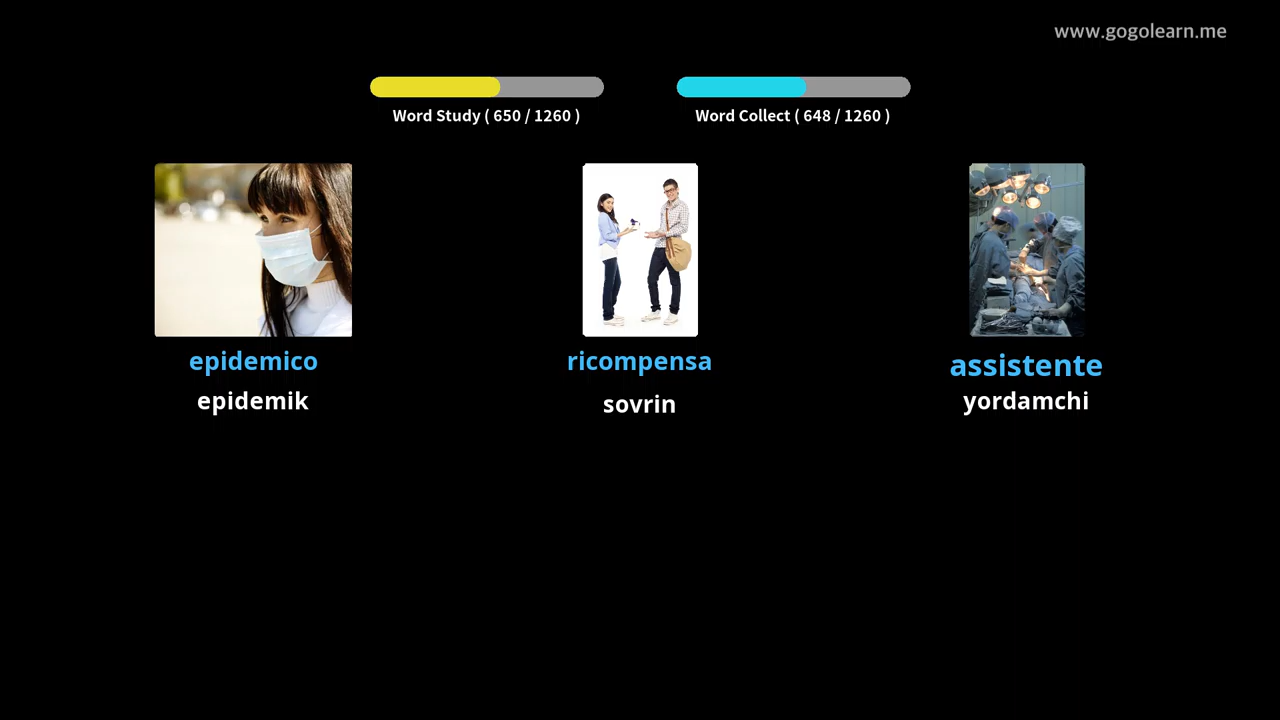 www.gogolearn.me
Word Study ( 650 / 1260 )
Word Collect ( 648 / 1260 )
epidemico
ricompensa
assistente
epidemik
sovrin
yordamchi